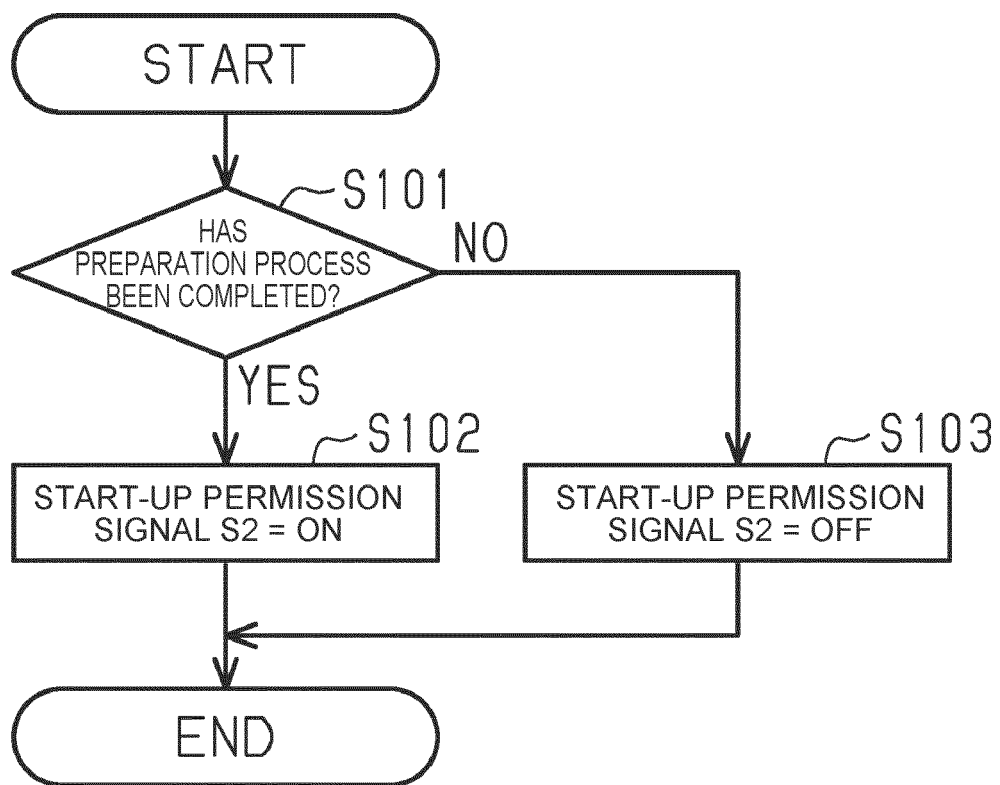 START
S101
HAS
PREPARATION PROCESS
BEEN COMPLETED?
NO
YES
S102
START-UP PERMISSION
SIGNAL S2 = ON
S103
START-UP PERMISSION
SIGNAL S2 = OFF
END